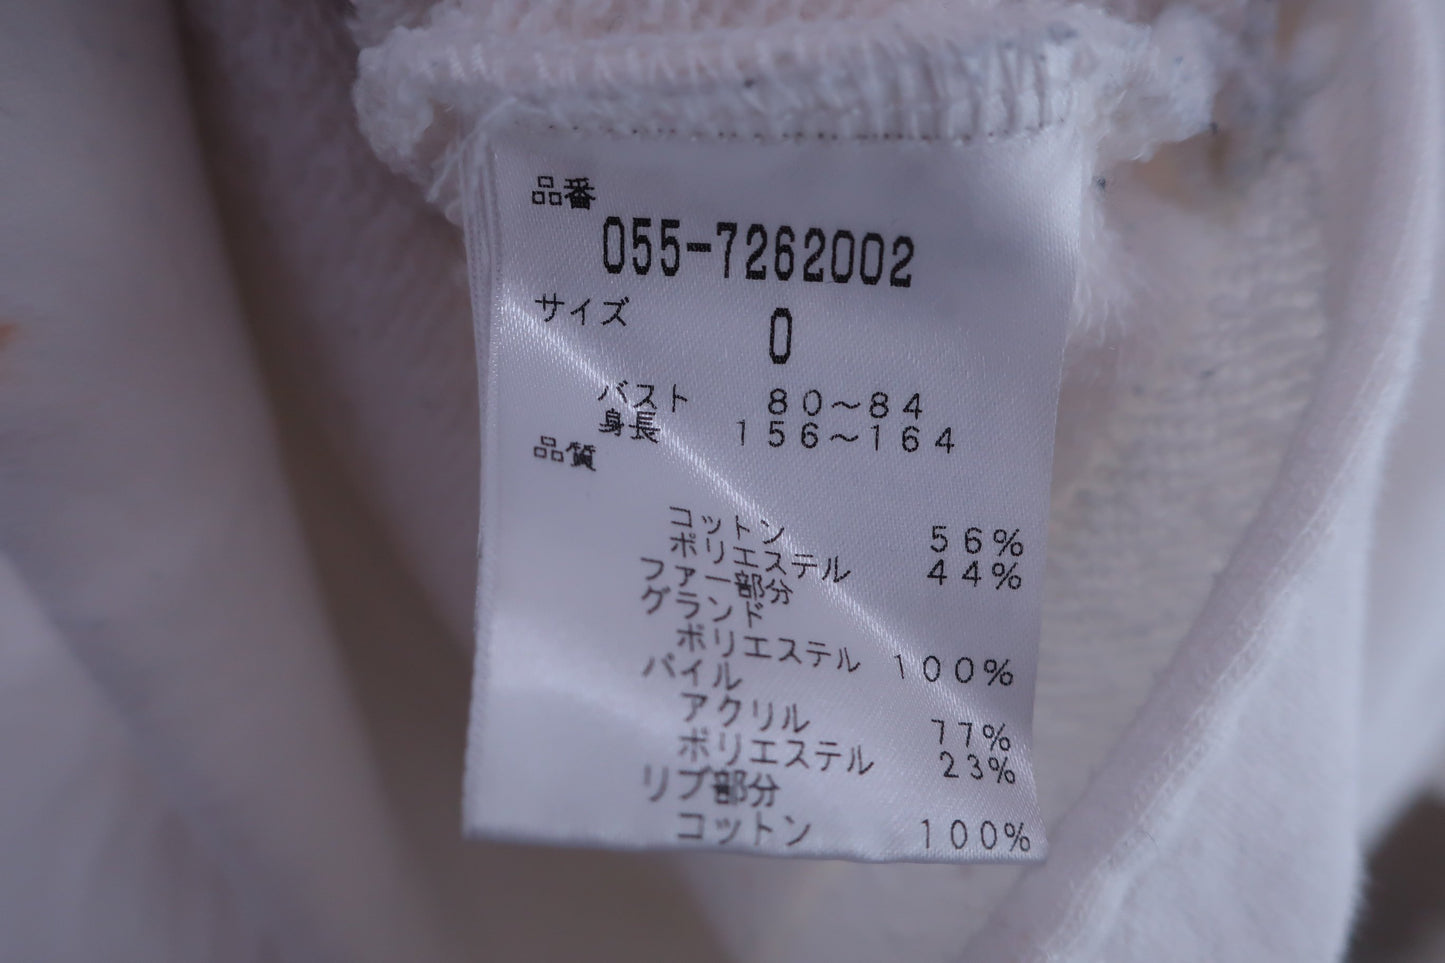 品番
055-7262002
サイズ 0
バスト 80~84
身長 156~164
品質
コットン 56%
ポリエステル 44%
ファー部分
グランド
ポリエステル 100%
パイル
アクリル 77%
ポリエステル 23%
リブ部分
コットン 100%